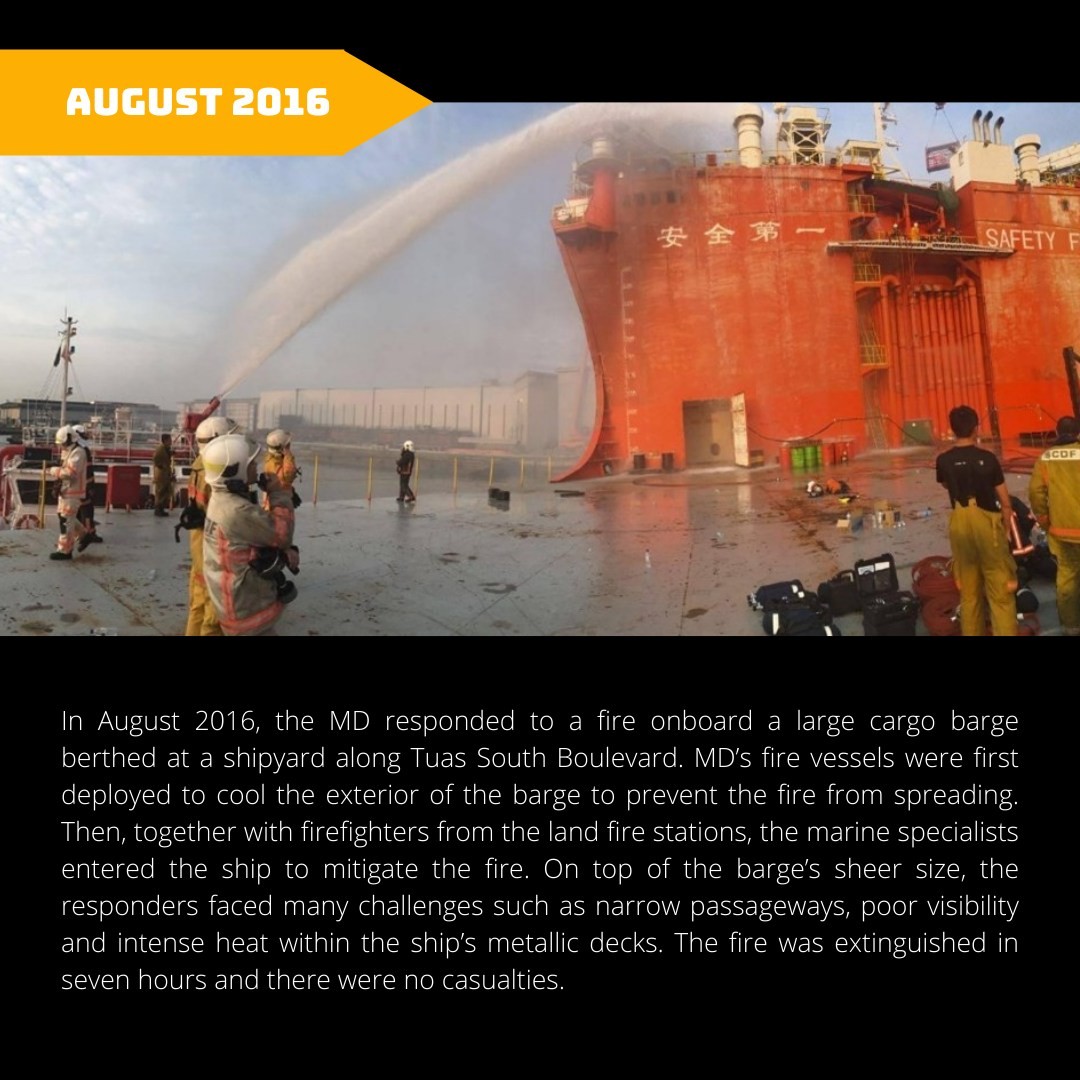 AUGUST 2016
安全第一
SAFETY F
SCDF
In August 2016, the MD responded to a fire onboard a large cargo barge
berthed at a shipyard along Tuas South Boulevard. MD’s fire vessels were first
deployed to cool the exterior of the barge to prevent the fire from spreading.
Then, together with firefighters from the land fire stations, the marine specialists
entered the ship to mitigate the fire. On top of the barge’s sheer size, the
responders faced many challenges such as narrow passageways, poor visibility
and intense heat within the ship’s metallic decks. The fire was extinguished in
seven hours and there were no casualties.